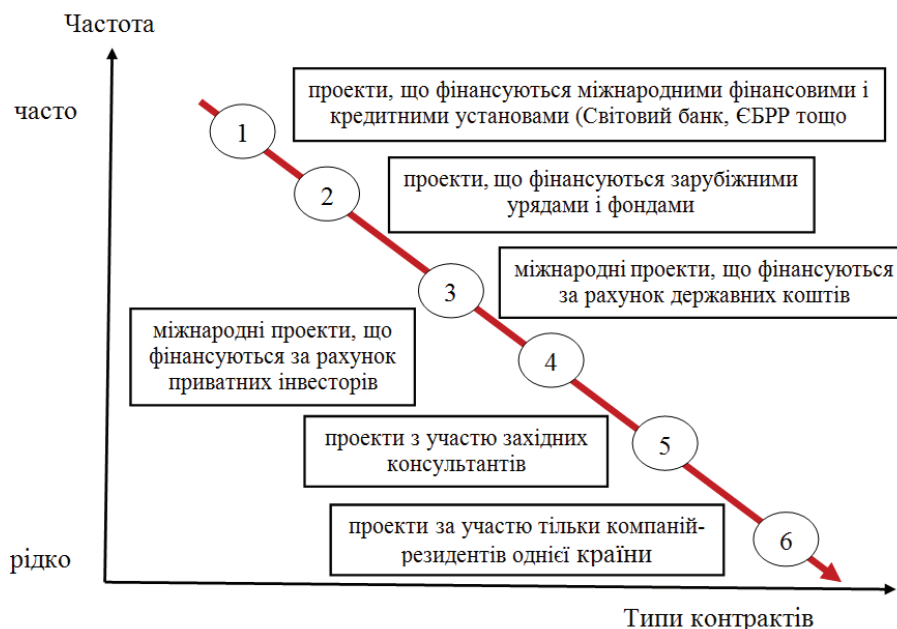 Частота
часто
проекти, що фінансуються міжнародними фінансовими і
кредитними установами (Світовий банк, ЄБРР тощо
1
проекти, що фінансуються зарубіжними
урядами і фондами
2
міжнародні проекти, що фінансуються
за рахунок державних коштів
3
міжнародні проекти, що
фінансуються за рахунок
приватних інвесторів
4
проекти з участю західних
консультантів
5
проекти за участю тільки компаній-
резидентів однієї країни
6
рідко
Типи контрактів